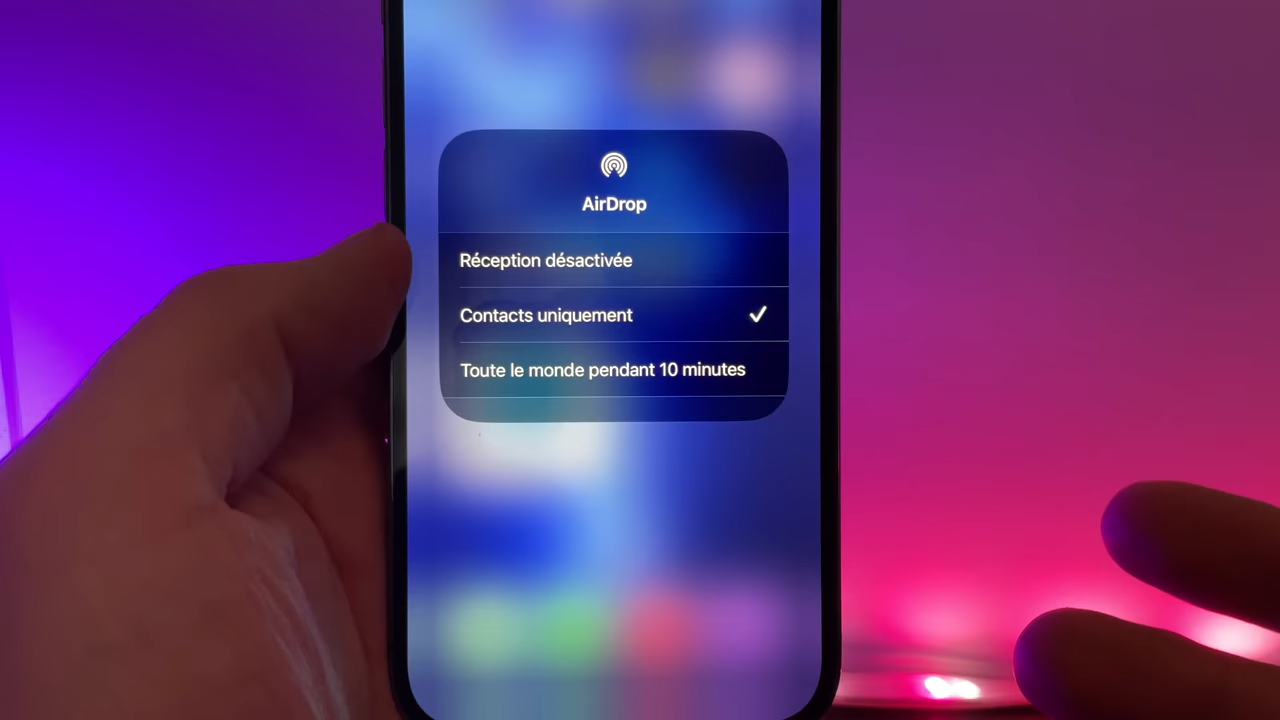 AirDrop
Réception désactivée
Contacts uniquement
Toute le monde pendant 10 minutes